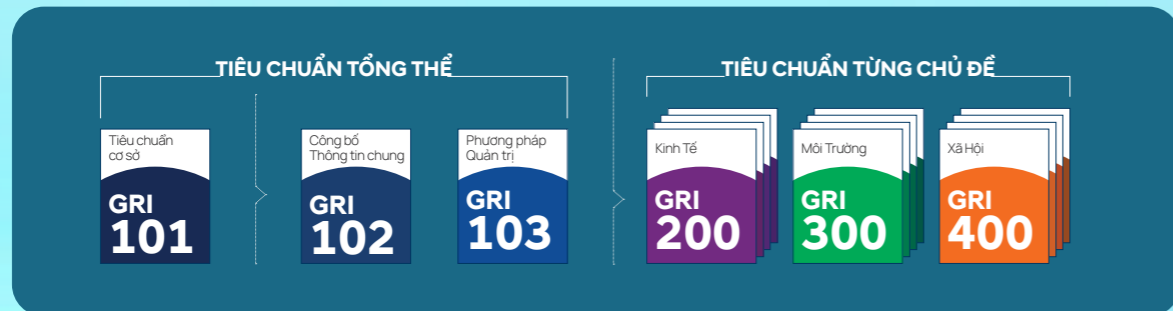 TIÊU CHUẨN TỔNG THỂ
Tiêu chuẩn
cơ sở
GRI
101
Công bố
Thông tin chung
GRI
102
Phương pháp
Quản trị
GRI
103
TIÊU CHUẨN TỪNG CHỦ ĐỀ
Kinh Tế
GRI
200
Môi Trường
GRI
300
Xã Hội
GRI
400